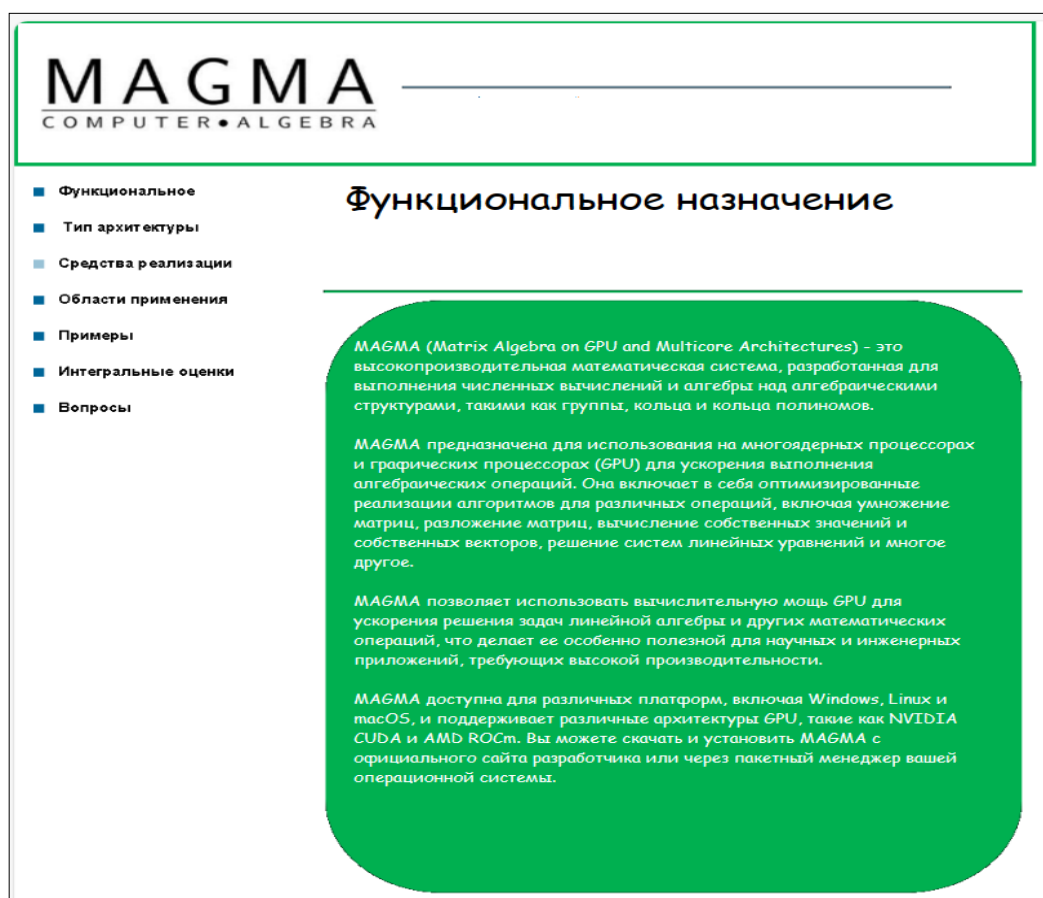 MAGMA
COMPUTER•ALGEBRA
Функциональное
Тип архитектуры
Средства реализации
Области применения
Примеры
Интегральные оценки
Вопросы
Функциональное назначение
MAGMA (Matrix Algebra on GPU and Multicore Architectures) - это
высокопроизводительная математическая система, разработанная для
выполнения численных вычислений и алгебры над алгебраическими
структурами, такими как группы, кольца и кольца полиномов.
MAGMA предназначена для использования на многоядерных процессорах
и графических процессорах (GPU) для ускорения выполнения
алгебраических операций. Она включает в себя оптимизированные
реализации алгоритмов для различных операций, включая умножение
матриц, разложение матриц, вычисление собственных значений и
собственных векторов, решение систем линейных уравнений и многое
другое.
MAGMA позволяет использовать вычислительную мощь GPU для
ускорения решения задач линейной алгебры и других математических
операций, что делает ее особенно полезной для научных и инженерных
приложений, требующих высокой производительности.
MAGMA доступна для различных платформ, включая Windows, Linux и
macOS, и поддерживает различные архитектуры GPU, такие как NVIDIA
CUDA и AMD ROCm. Вы можете скачать и установить MAGMA с
официального сайта разработчика или через пакетный менеджер вашей
операционной системы.